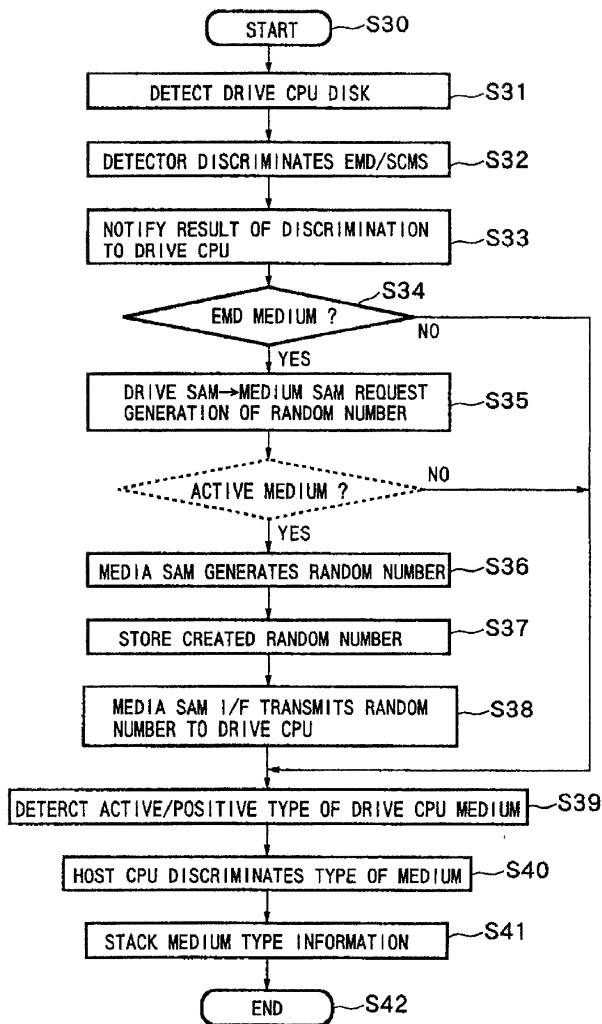 START
S30
DETECT DRIVE CPU DISK
S31
DETECTOR DISCRIMINATES EMD/SCMS
S32
NOTIFY RESULT OF DISCRIMINATION
TO DRIVE CPU
S33
S34
EMD MEDIUM ?
NO
YES
DRIVE SAM→MEDIUM SAM REQUEST
GENERATION OF RANDOM NUMBER
S35
ACTIVE MEDIUM ?
NO
YES
MEDIA SAM GENERATES RANDOM NUMBER
S36
STORE CREATED RANDOM NUMBER
S37
MEDIA SAM I/F TRANSMITS RANDOM
NUMBER TO DRIVE CPU
S38
DETERCT ACTIVE/POSITIVE TYPE OF DRIVE CPU MEDIUM
S39
HOST CPU DISCRIMINATES TYPE OF MEDIUM
S40
STACK MEDIUM TYPE INFORMATION
S41
END
S42